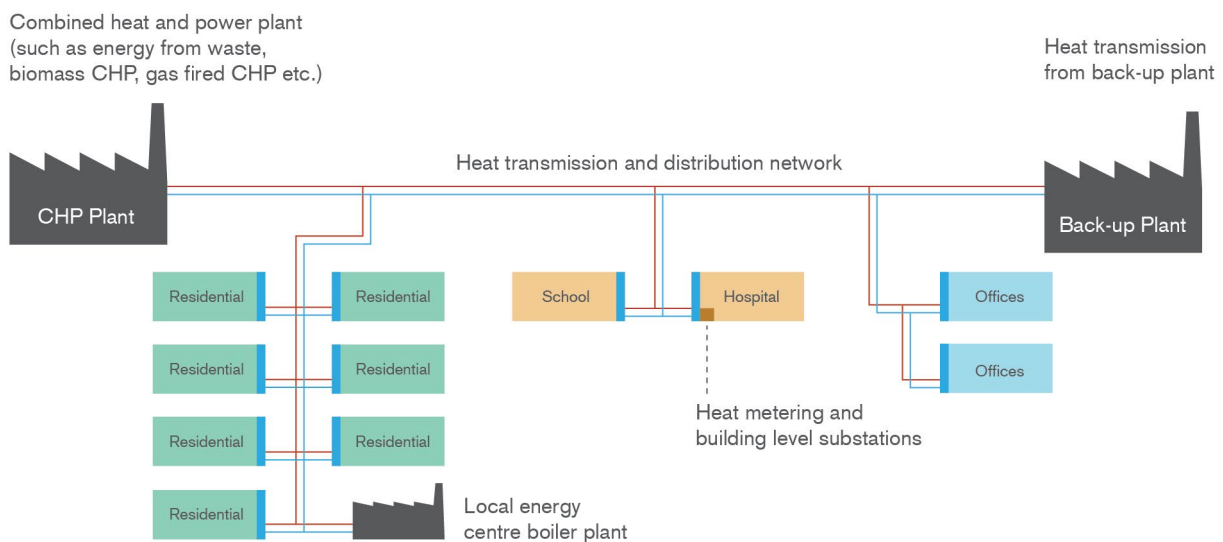 Combined heat and power plant
(such as energy from waste,
biomass CHP, gas fired CHP etc.)
Heat transmission
from back-up plant
Heat transmission and distribution network
CHP Plant
Back-up Plant
Residential
Residential
School
Hospital
Offices
Residential
Residential
Offices
Residential
Residential
Heat metering and
building level substations
Residential
Local energy
centre boiler plant